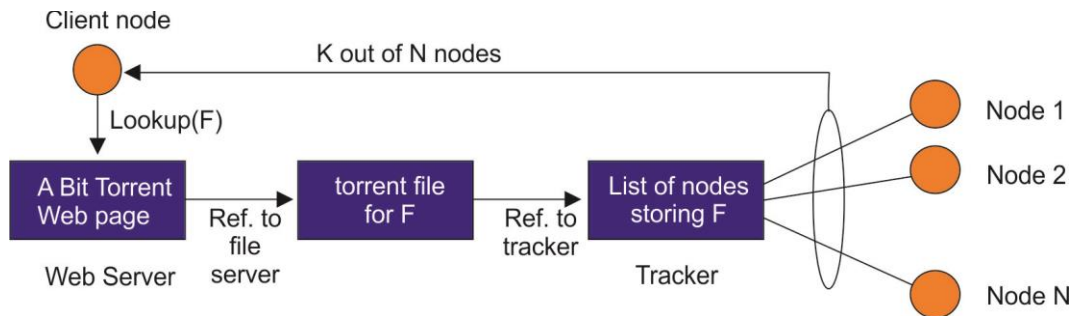 Client node
K out of N nodes
Lookup(F)
A Bit Torrent
Web page
Ref. to
file
server
Web Server
torrent file
for F
Ref. to
tracker
List of nodes
storing F
Tracker
Node 1
Node 2
Node N